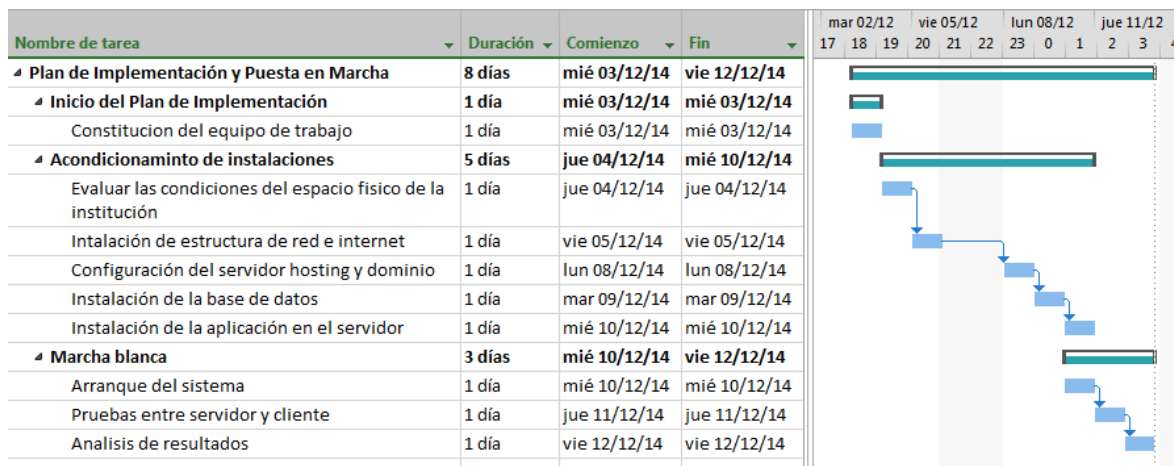 mar 02/12 vie 05/12 lun 08/12 jue 11/12
Nombre de tarea Duración Comienzo Fin 17 18 19 20 21 22 23 0 1 2 3
Plan de Implementación y Puesta en Marcha 8 días mié 03/12/14 vie 12/12/14
Inicio del Plan de Implementación 1 día mié 03/12/14 mié 03/12/14
Constitucion del equipo de trabajo 1 día mié 03/12/14 mié 03/12/14
Acondicionaminto de instalaciones 5 días jue 04/12/14 mié 10/12/14
Evaluar las condiciones del espacio fisico de la 1 día jue 04/12/14 jue 04/12/14
institución
Intalación de estructura de red e internet 1 día vie 05/12/14 vie 05/12/14
Configuración del servidor hosting y dominio 1 día lun 08/12/14 lun 08/12/14
Instalación de la base de datos 1 día mar 09/12/14 mar 09/12/14
Instalación de la aplicación en el servidor 1 día mié 10/12/14 mié 10/12/14
Marcha blanca 3 días mié 10/12/14 vie 12/12/14
Arranque del sistema 1 día mié 10/12/14 mié 10/12/14
Pruebas entre servidor y cliente 1 día jue 11/12/14 jue 11/12/14
Analisis de resultados 1 día vie 12/12/14 vie 12/12/14